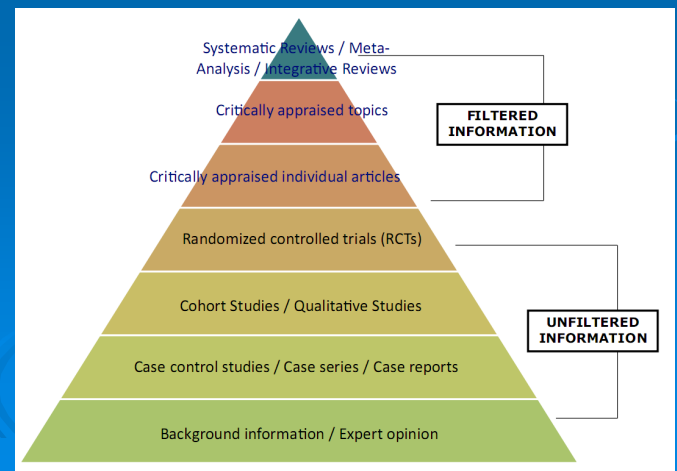 Systematic Reviews / Meta-
Analysis / Integrative Reviews
Critically appraised topics
FILTERED
INFORMATION
Critically appraised individual articles
Randomized controlled trials (RCTs)
Cohort Studies / Qualitative Studies
UNFILTERED
INFORMATION
Case control studies / Case series / Case reports
Background information / Expert opinion